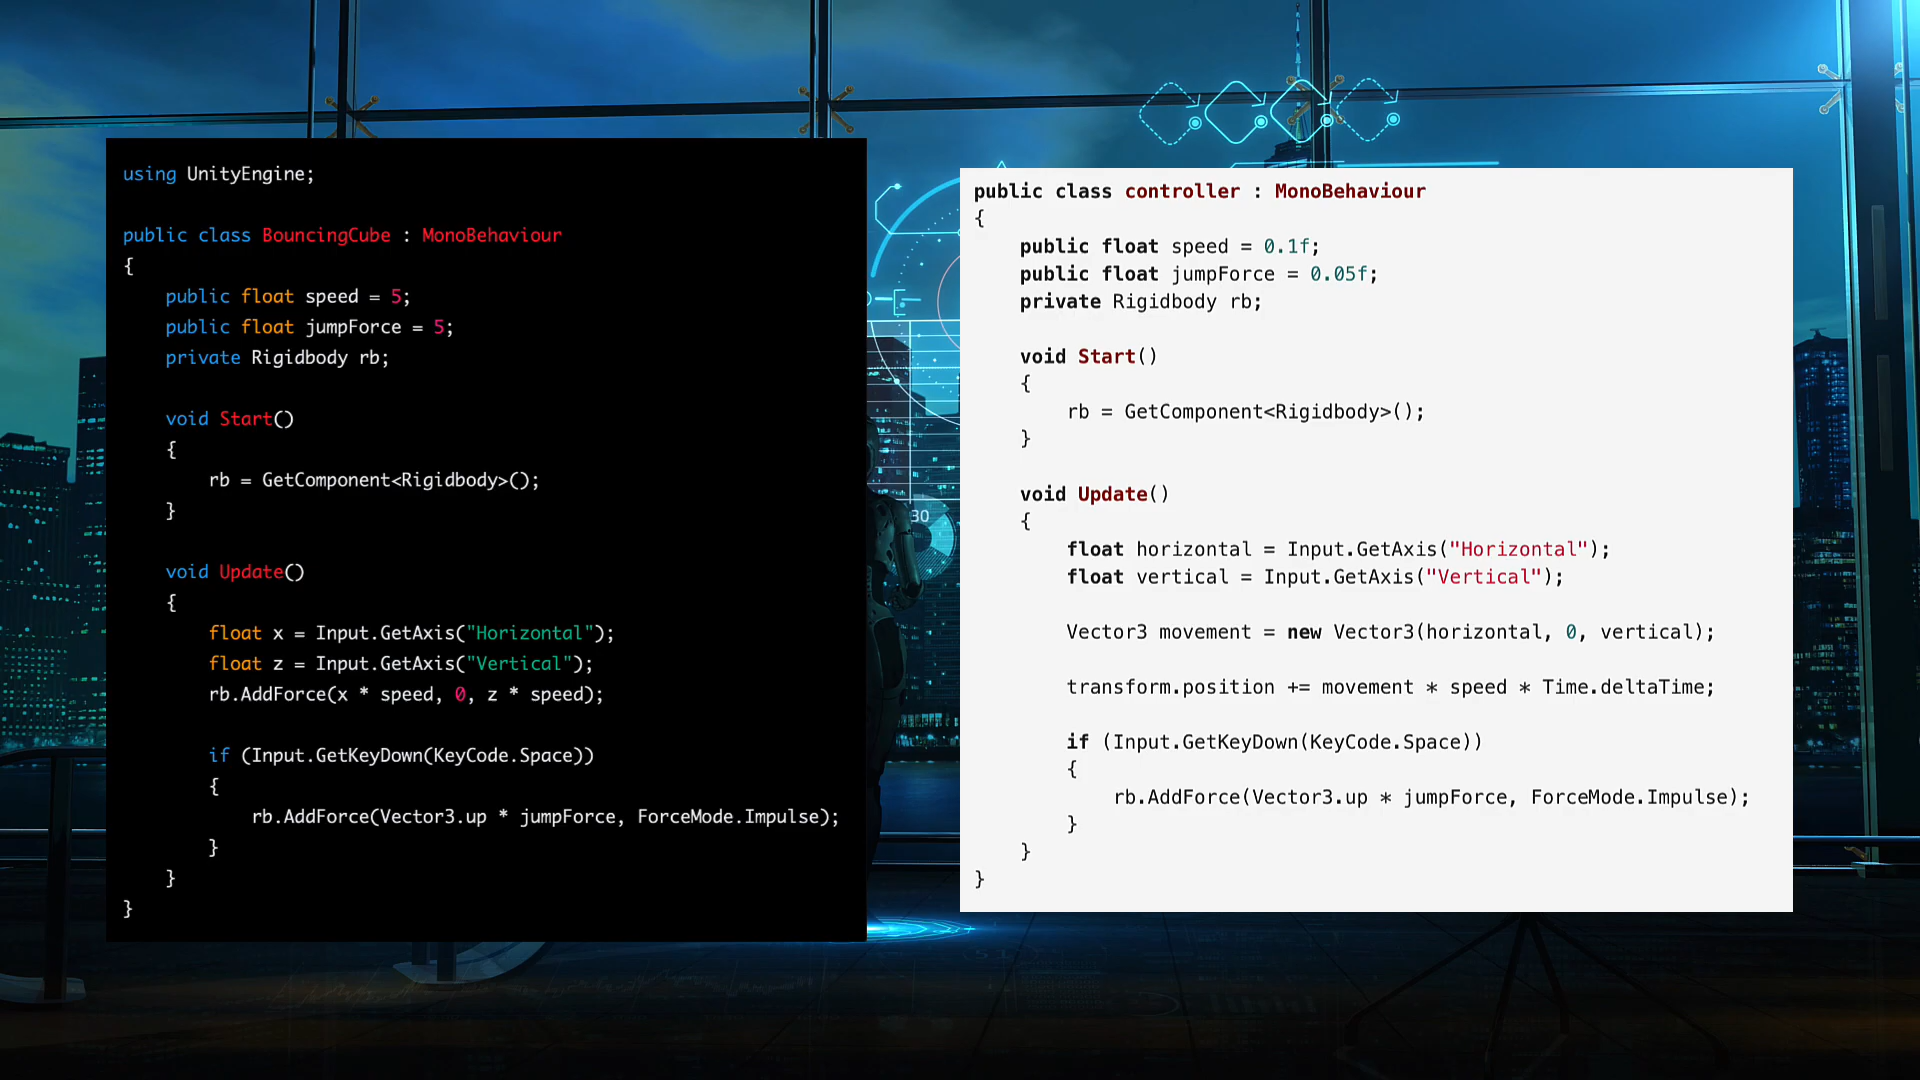 using UnityEngine;
public class BouncingCube : MonoBehaviour
{
public float speed = 5;
public float jumpForce = 5;
private Rigidbody rb;
void Start()
{
rb = GetComponent<Rigidbody>();
}
void Update()
{
float x = Input.GetAxis("Horizontal");
float z = Input.GetAxis("Vertical");
rb.AddForce(x * speed, 0, z * speed);
if (Input.GetKeyDown(KeyCode.Space))
{
rb.AddForce(Vector3.up * jumpForce, ForceMode.Impulse);
}
}
}
30
public class controller : MonoBehaviour
{
public float speed = 0.1f;
public float jumpForce = 0.05f;
private Rigidbody rb;
void Start()
{
rb = GetComponent<Rigidbody>();
}
void Update()
{
float horizontal = Input.GetAxis("Horizontal");
float vertical = Input.GetAxis("Vertical");
Vector3 movement = new Vector3(horizontal, 0, vertical);
transform.position += movement * speed * Time.deltaTime;
if (Input.GetKeyDown(KeyCode.Space))
{
rb.AddForce(Vector3.up * jumpForce, ForceMode.Impulse);
}
}
}